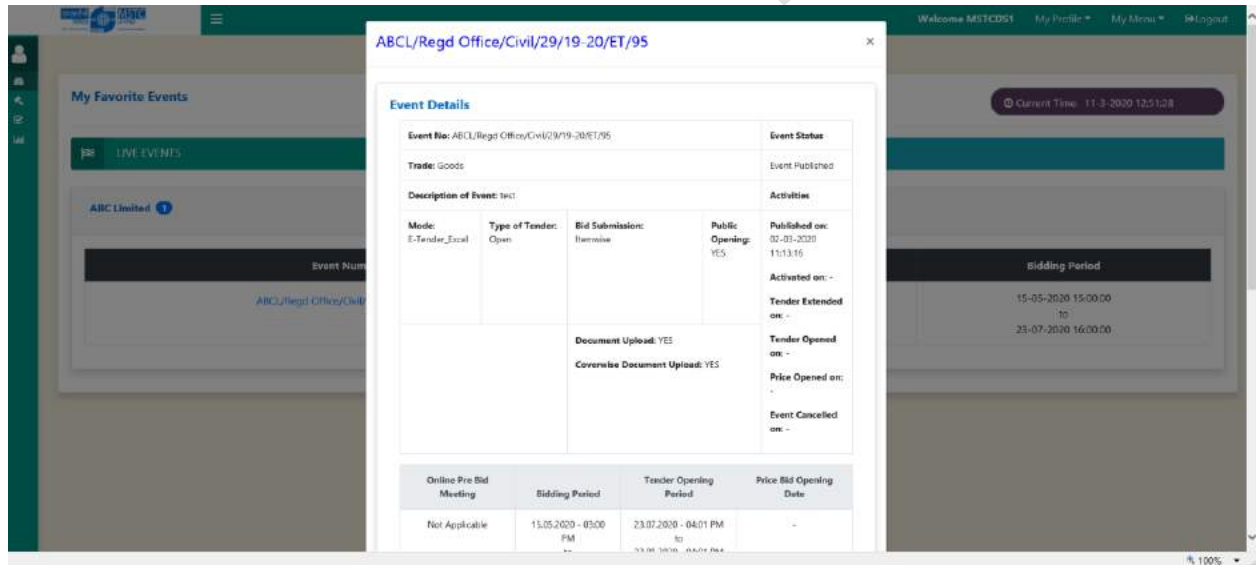 MSTC
Welcome MSTCDS1 My Profile My Menu Logout
ABCL/Regd Office/Civil/29/19-20/ET/95 ×
My Favorite Events
Current Time- 11-3-2020 12:51:28
LIVE EVENTS
ABC Limited 1
Event Num
Bidding Period
ABCL/Regd Office/Civil/
15-05-2020 15:00:00
to
23-07-2020 16:00:00
Event Details
Event No: ABCL/Regd Office/Civil/29/19-20/ET/95
Event Status
Trade: Goods
Event Published
Description of Event: test
Activities
Mode:
E-Tender_Excel
Type of Tender:
Open
Bid Submission:
Itemwise
Public
Opening:
YES
Published on:
02-03-2020
11:13:16
Activated on: -
Tender Extended
on: -
Document Upload: YES
Coverwise Document Upload: YES
Tender Opened
on: -
Price Opened on:
-
Event Cancelled
on: -
Online Pre Bid
Meeting
Bidding Period
Tender Opening
Period
Price Bid Opening
Date
Not Applicable
15.05.2020 - 03:00
PM
to
23.07.2020 - 04:01 PM
to
-
100%